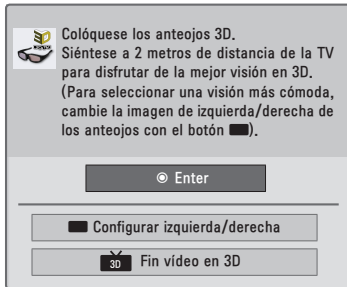 Colóquese los anteojos 3D.
Siéntese a 2 metros de distancia de la TV
para disfrutar de la mejor visión en 3D.
(Para seleccionar una visión más cómoda,
cambie la imagen de izquierda/derecha de
los anteojos con el botón ).
Enter
Configurar izquierda/derecha
3D Fin vídeo en 3D